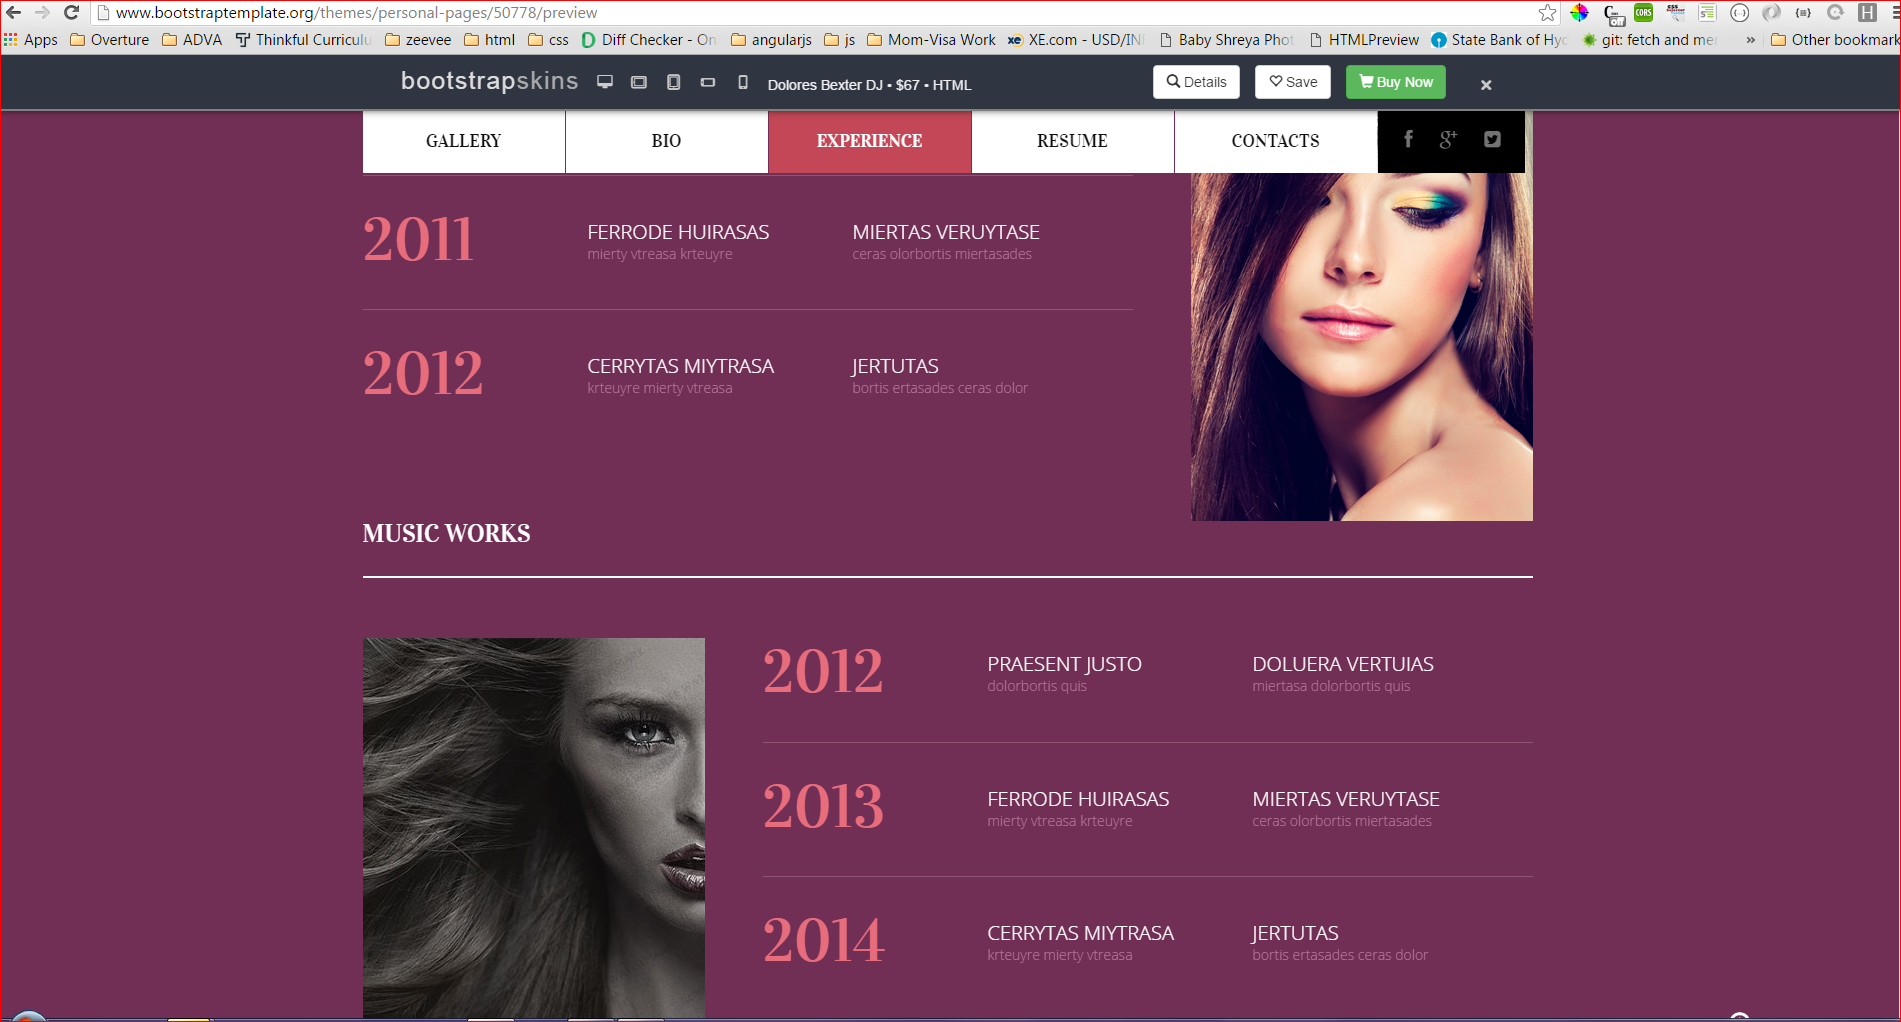 www.bootstraptemplate.org/themes/personal-pages/50778/preview
Apps Overture ADVA Thinkful Curriculu zeevee html css Diff Checker - On angularjs js Mom-Visa Work XE.com - USD/IN Baby Shreya Phot HTMLPreview State Bank of Hyd git: fetch and mer » Other bookmark
bootstrapskins Dolores Bexter DJ • $67 • HTML Details Save Buy Now ×
GALLERY BIO EXPERIENCE RESUME CONTACTS
2011 FERRODE HUIRASAS MIERTAS VERUYTASE
mierty vtreasa krteuyre ceras olorbortis miertasades
2012 CERRYTAS MIYTRASA JERTUTAS
krteuyre mierty vtreasa bortis ertasades ceras dolor
MUSIC WORKS
2012 PRAESENT JUSTO DOLUERA VERTUIAS
dolorbortis quis miertasa dolorbortis quis
2013 FERRODE HUIRASAS MIERTAS VERUYTASE
mierty vtreasa krteuyre ceras olorbortis miertasades
2014 CERRYTAS MIYTRASA JERTUTAS
krteuyre mierty vtreasa bortis ertasades ceras dolor